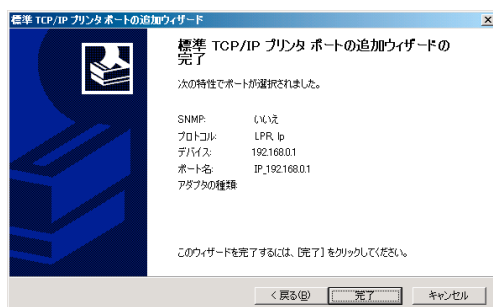 標準 TCP/IP プリンタ ポートの追加ウィザード
標準 TCP/IP プリンタ ポートの追加ウィザードの
完了
次の特性でポートが選択されました。
SNMP: いいえ
プロトコル: LPR, lp
デバイス: 192.168.0.1
ポート名: IP_192.168.0.1
アダプタの種類:
このウィザードを完了するには、[完了] をクリックしてください。
< 戻る(B) 完了 キャンセル